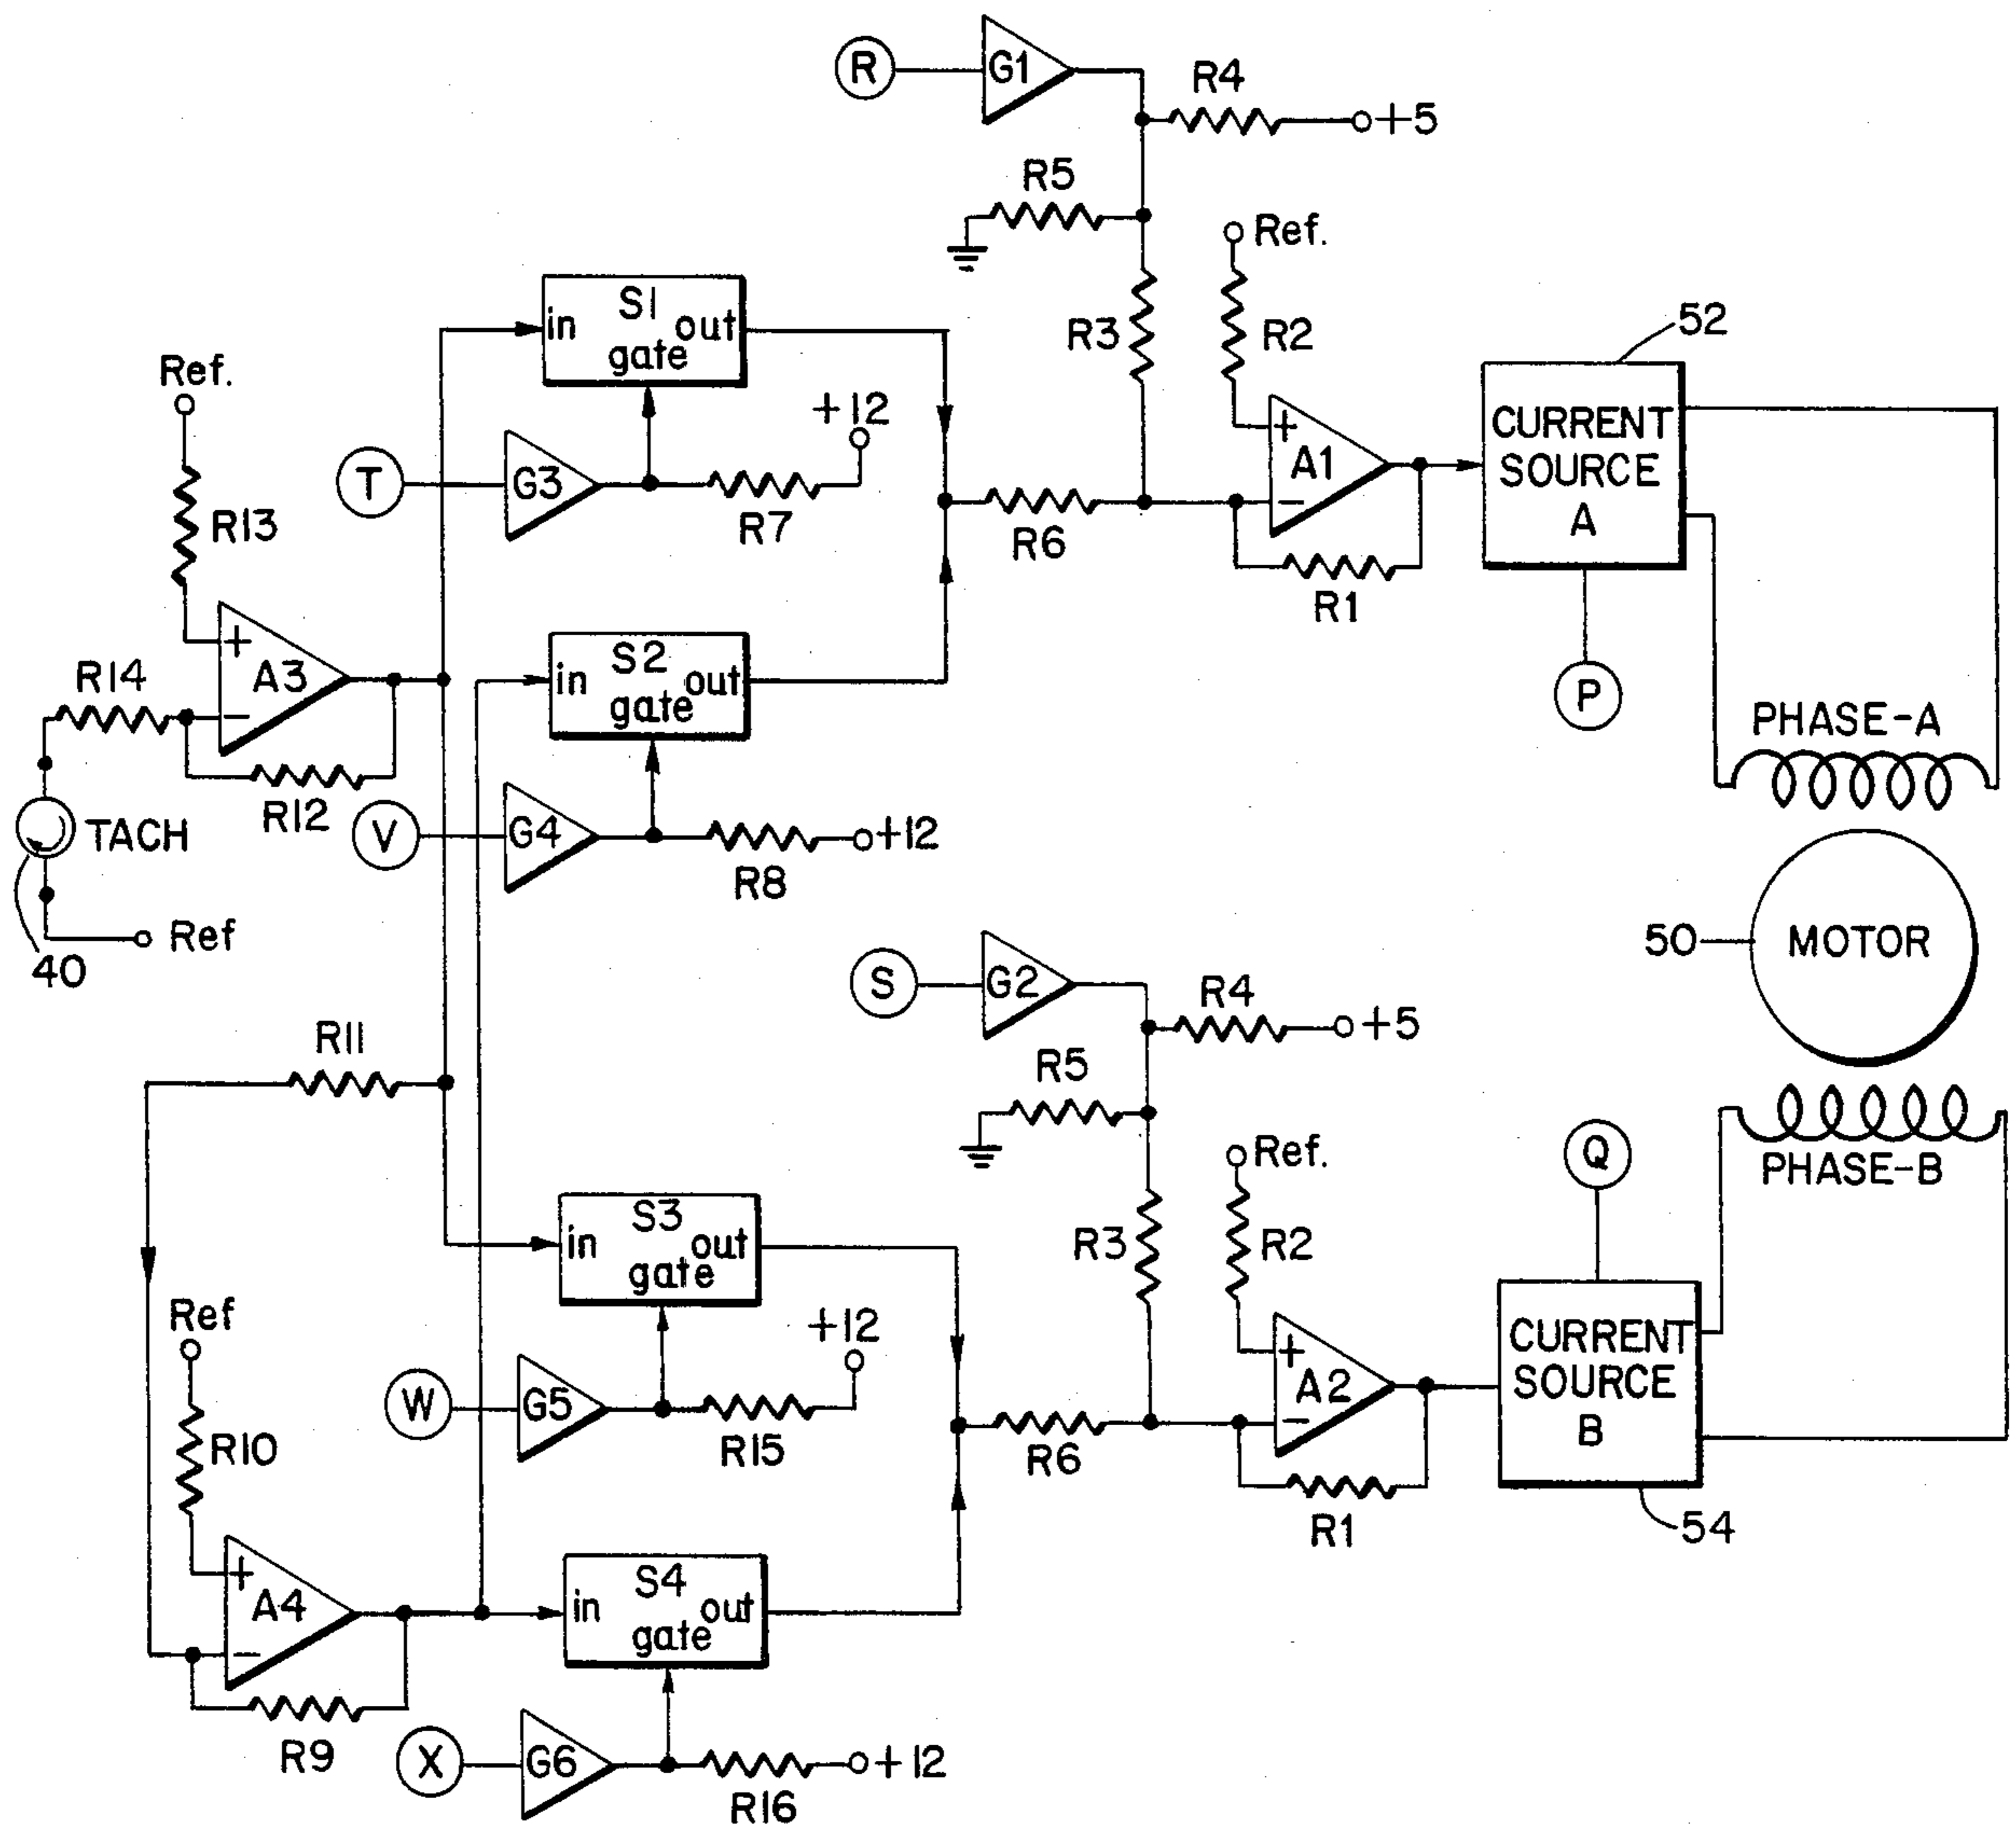 R
G1
R4
+5
R5
Ref.
R3
R2
52
S1
in
out
gate
CURRENT
SOURCE
A
+
A1
−
+12
T
G3
R7
R6
R1
Ref.
R13
P
PHASE-A
+
A3
−
R14
R12
S2
in
out
gate
V
G4
+12
R8
TACH
Ref
40
50
MOTOR
S
G2
R4
+5
R5
R11
Ref.
Q
PHASE-B
R3
R2
S3
in
out
gate
+12
CURRENT
SOURCE
B
+
A2
−
W
G5
R15
R6
R1
54
Ref
R10
+
A4
−
R9
S4
in
out
gate
X
G6
+12
R16